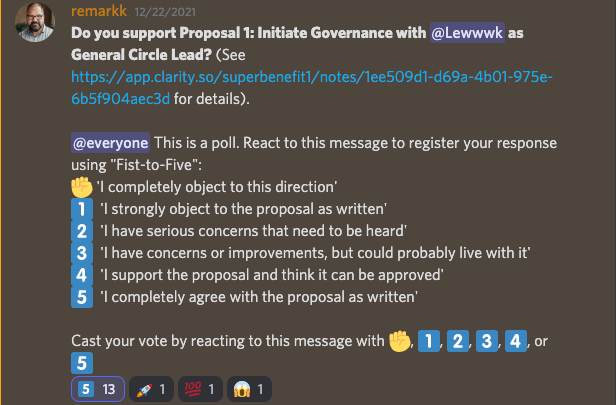 remarkk 12/22/2021
Do you support Proposal 1: Initiate Governance with @Lewwwk as
General Circle Lead? (See
https://app.clarity.so/superbenefit1/notes/1ee509d1-d69a-4b01-975e-
6b5f904aec3d for details).
@everyone This is a poll. React to this message to register your response
using "Fist-to-Five":
✊ 'I completely object to this direction'
1 'I strongly object to the proposal as written'
2 'I have serious concerns that need to be heard'
3 'I have concerns or improvements, but could probably live with it'
4 'I support the proposal and think it can be approved'
5 'I completely agree with the proposal as written'
Cast your vote by reacting to this message with ✊, 1, 2, 3, 4, or
5
5 13 🚀 1 💯 1 😱 1